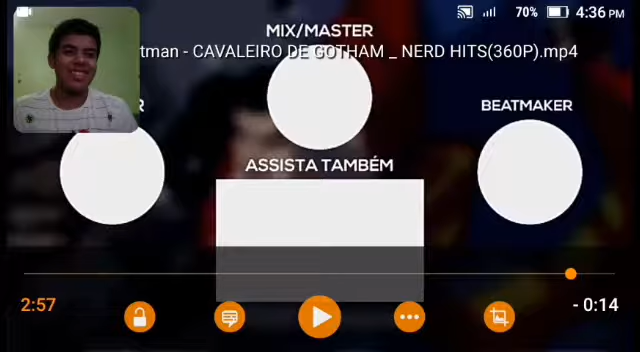 70% 4:36 PM
MIX/MASTER
tman - CAVALEIRO DE GOTHAM _ NERD HITS(360P).mp4
R BEATMAKER
ASSISTA TAMBÉM
2:57 - 0:14